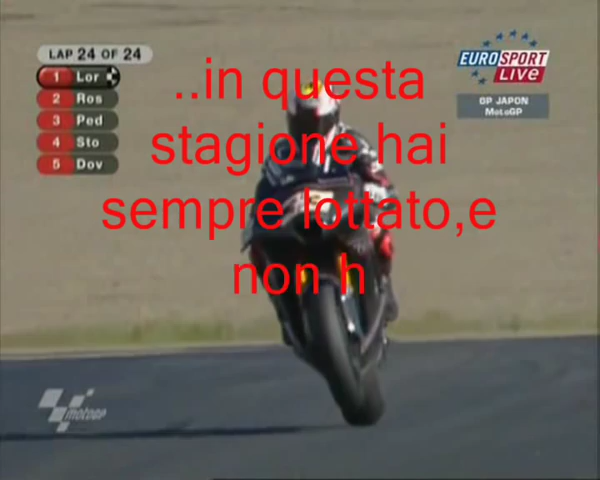 LAP 24 OF 24
1 Lor
2 Ros
3 Ped
4 Sto
5 Dov
EUROSPORT
LIVE
GP JAPON
MotoGP
..in questa
stagione hai
sempre lottato,e
non h
motoGP